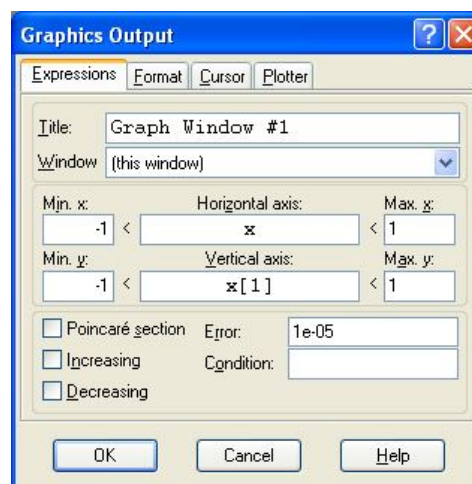 Graphics Output
Expressions Format Cursor Plotter
Title: Graph Window #1
Window (this window)
Min. x: Horizontal axis: Max. x:
-1 < x < 1
Min. y: Vertical axis: Max. y:
-1 < x[1] < 1
Poincaré section Error: 1e-05
Increasing Condition:
Decreasing
OK Cancel Help